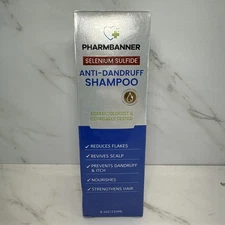 PHARMBANNER
SELENIUM SULFIDE
ANTI-DANDRUFF
SHAMPOO
✓ REDUCES FLAKES
✓ REVIVES SCALP
✓ PREVENTS DANDRUFF
& ITCH
✓ NOURISHES
✓ STRENGTHENS HAIR